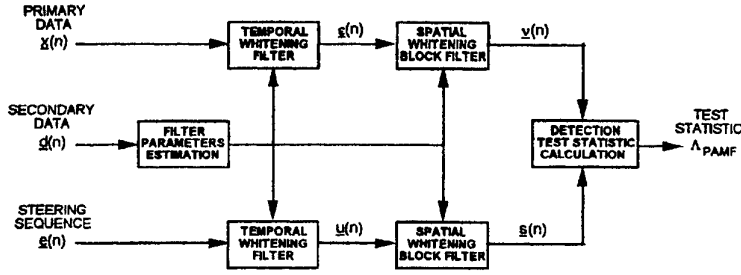 PRIMARY
DATA
x(n)
TEMPORAL
WHITENING
FILTER
ε(n)
SPATIAL
WHITENING
BLOCK FILTER
ν(n)
SECONDARY
DATA
d(n)
FILTER
PARAMETERS
ESTIMATION
DETECTION
TEST STATISTIC
CALCULATION
TEST
STATISTIC
Λ_PAMF
STEERING
SEQUENCE
e(n)
TEMPORAL
WHITENING
FILTER
u(n)
SPATIAL
WHITENING
BLOCK FILTER
s(n)